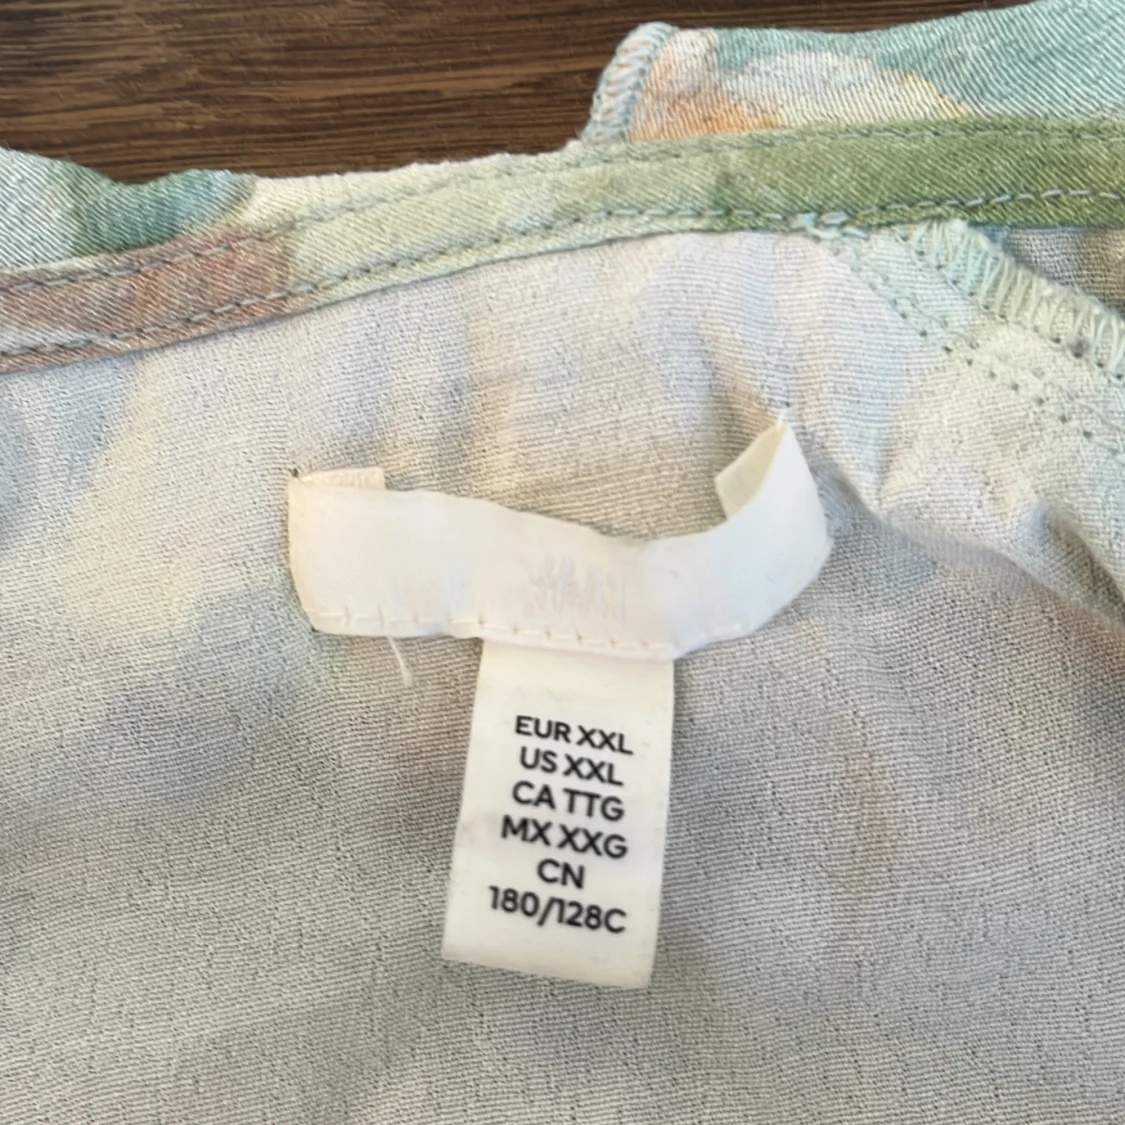 EUR XXL
US XXL
CA TTG
MX XXG
CN
180/128C